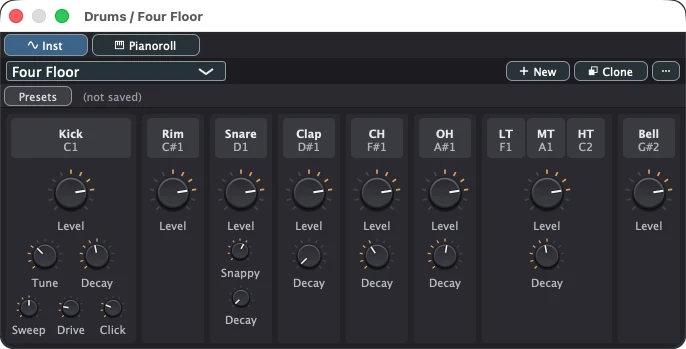 Drums / Four Floor
Inst Pianoroll
Four Floor + New Clone ...
Presets (not saved)
Kick Rim Snare Clap CH OH LT MT HT Bell
C1 C#1 D1 D#1 F#1 A#1 F1 A1 C2 G#2
Level Level Level Level Level Level Level Level
Tune Decay Snappy Decay Decay Decay Decay
Sweep Drive Click Decay